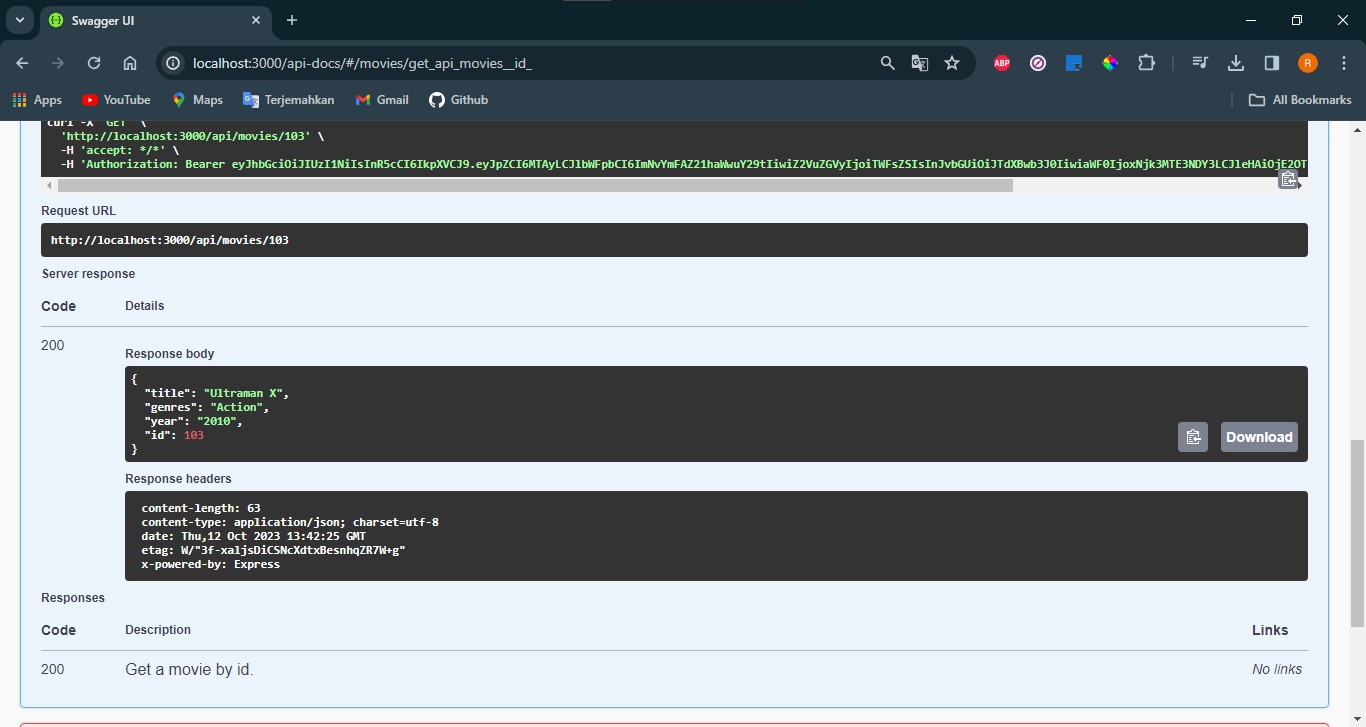 Swagger UI
localhost:3000/api-docs/#/movies/get_api_movies__id_
ABP
R
Apps
YouTube
Maps
Terjemahkan
Gmail
Github
All Bookmarks
curl -X 'GET' \
'http://localhost:3000/api/movies/103' \
-H 'accept: */*' \
-H 'Authorization: Bearer
Request URL
http://localhost:3000/api/movies/103
Server response
Code Details
200
Response body
{
"title": "Ultraman X",
"genres": "Action",
"year": "2010",
"id": 103
}
Download
Response headers
content-length: 63
content-type: application/json; charset=utf-8
date: Thu,12 Oct 2023 13:42:25 GMT
etag: W/"3f-xaljsDiCSNcXdtxBesnhqZR7W+g"
x-powered-by: Express
Responses
Code Description Links
200 Get a movie by id. No links